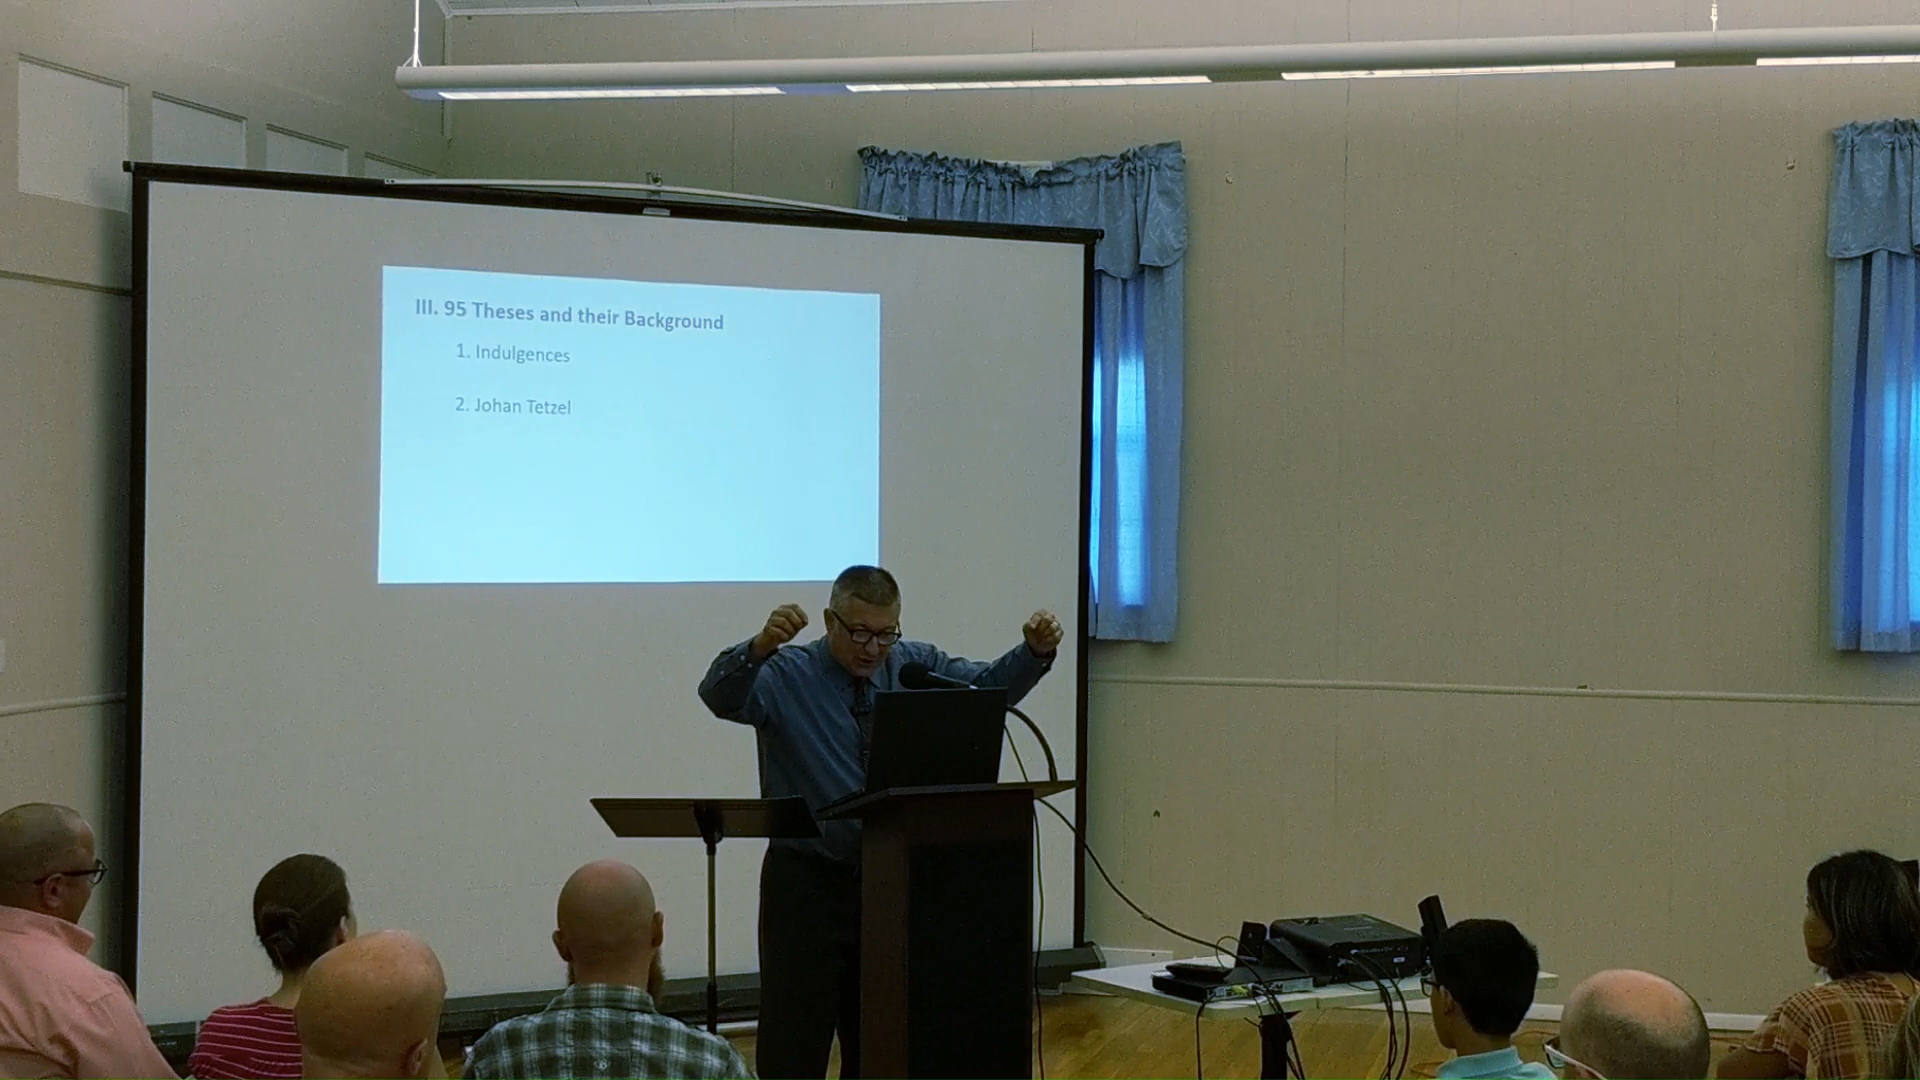 III. 95 Theses and their Background
1. Indulgences
2. Johan Tetzel